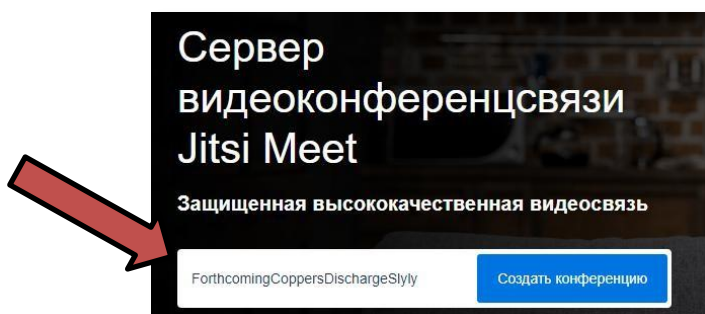 Сервер
видеоконференцсвязи
Jitsi Meet
Защищенная высококачественная видеосвязь
ForthcomingCoppersDischargeSlyly Создать конференцию